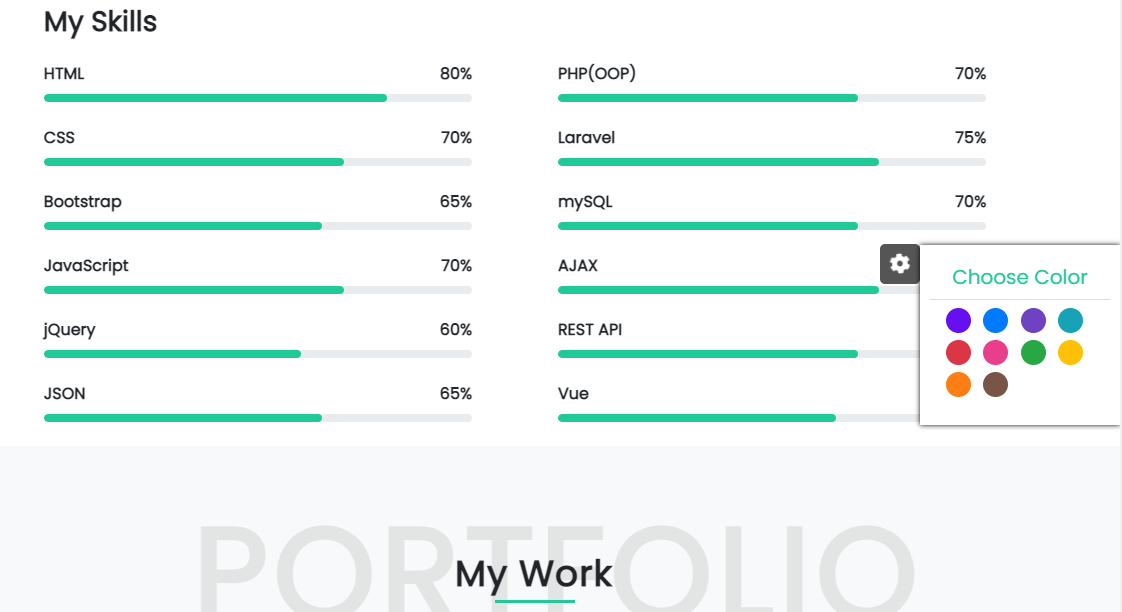 My Skills
HTML 80%
CSS 70%
Bootstrap 65%
JavaScript 70%
jQuery 60%
JSON 65%
PHP(OOP) 70%
Laravel 75%
mySQL 70%
AJAX
REST API
Vue
Choose Color
PORTFOLIO
My Work